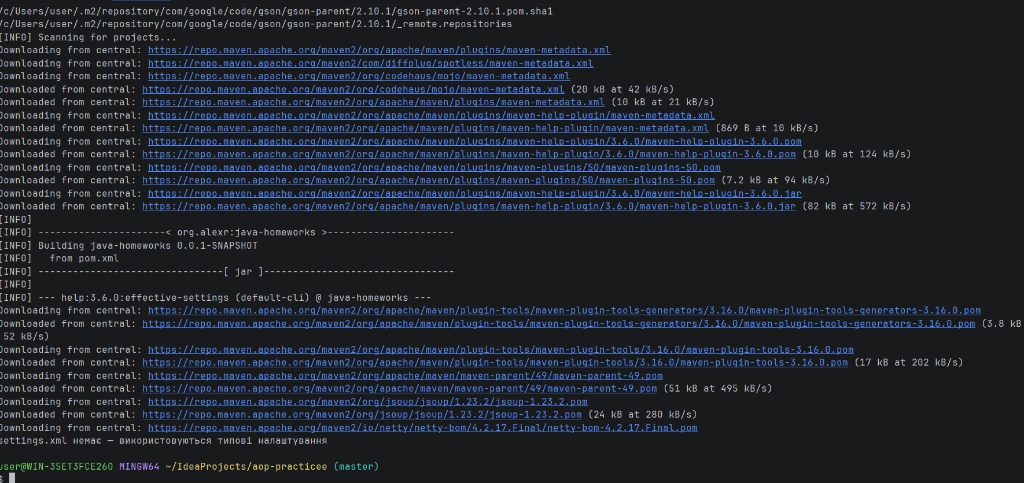 /c/Users/user/.m2/repository/com/google/code/gson/gson-parent/2.10.1/gson-parent-2.10.1.pom.sha1
/c/Users/user/.m2/repository/com/google/code/gson/gson-parent/2.10.1/_remote.repositories
[INFO] Scanning for projects...
Downloading from central: https://repo.maven.apache.org/maven2/org/apache/maven/plugins/maven-metadata.xml
Downloading from central: https://repo.maven.apache.org/maven2/com/diffplug/spotless/maven-metadata.xml
Downloading from central: https://repo.maven.apache.org/maven2/org/codehaus/mojo/maven-metadata.xml
Downloaded from central: https://repo.maven.apache.org/maven2/org/codehaus/mojo/maven-metadata.xml (20 kB at 42 kB/s)
Downloaded from central: https://repo.maven.apache.org/maven2/org/apache/maven/plugins/maven-metadata.xml (10 kB at 21 kB/s)
Downloading from central: https://repo.maven.apache.org/maven2/org/apache/maven/plugins/maven-help-plugin/maven-metadata.xml
Downloaded from central: https://repo.maven.apache.org/maven2/org/apache/maven/plugins/maven-help-plugin/maven-metadata.xml (869 B at 10 kB/s)
Downloading from central: https://repo.maven.apache.org/maven2/org/apache/maven/plugins/maven-help-plugin/3.6.0/maven-help-plugin-3.6.0.pom
Downloaded from central: https://repo.maven.apache.org/maven2/org/apache/maven/plugins/maven-help-plugin/3.6.0/maven-help-plugin-3.6.0.pom (10 kB at 124 kB/s)
Downloading from central: https://repo.maven.apache.org/maven2/org/apache/maven/plugins/maven-plugins/50/maven-plugins-50.pom
Downloaded from central: https://repo.maven.apache.org/maven2/org/apache/maven/plugins/maven-plugins/50/maven-plugins-50.pom (7.2 kB at 94 kB/s)
Downloading from central: https://repo.maven.apache.org/maven2/org/apache/maven/plugins/maven-help-plugin/3.6.0/maven-help-plugin-3.6.0.jar
Downloaded from central: https://repo.maven.apache.org/maven2/org/apache/maven/plugins/maven-help-plugin/3.6.0/maven-help-plugin-3.6.0.jar (82 kB at 572 kB/s)
[INFO]
[INFO] ----------------------< org.alexr:java-homeworks >----------------------
[INFO] Building java-homeworks 0.0.1-SNAPSHOT
[INFO]   from pom.xml
[INFO] --------------------------------[ jar ]---------------------------------
[INFO]
[INFO] --- help:3.6.0:effective-settings (default-cli) @ java-homeworks ---
Downloading from central: https://repo.maven.apache.org/maven2/org/apache/maven/plugin-tools/maven-plugin-tools-generators/3.16.0/maven-plugin-tools-generators-3.16.0.pom
Downloaded from central: https://repo.maven.apache.org/maven2/org/apache/maven/plugin-tools/maven-plugin-tools-generators/3.16.0/maven-plugin-tools-generators-3.16.0.pom (3.8 kB
52 kB/s)
Downloading from central: https://repo.maven.apache.org/maven2/org/apache/maven/plugin-tools/maven-plugin-tools/3.16.0/maven-plugin-tools-3.16.0.pom
Downloaded from central: https://repo.maven.apache.org/maven2/org/apache/maven/plugin-tools/maven-plugin-tools/3.16.0/maven-plugin-tools-3.16.0.pom (17 kB at 202 kB/s)
Downloading from central: https://repo.maven.apache.org/maven2/org/apache/maven/maven-parent/49/maven-parent-49.pom
Downloaded from central: https://repo.maven.apache.org/maven2/org/apache/maven/maven-parent/49/maven-parent-49.pom (51 kB at 495 kB/s)
Downloading from central: https://repo.maven.apache.org/maven2/org/jsoup/jsoup/1.23.2/jsoup-1.23.2.pom
Downloaded from central: https://repo.maven.apache.org/maven2/org/jsoup/jsoup/1.23.2/jsoup-1.23.2.pom (24 kB at 280 kB/s)
Downloading from central: https://repo.maven.apache.org/maven2/io/netty/netty-bom/4.2.17.Final/netty-bom-4.2.17.Final.pom
settings.xml немає — використовуються типові налаштування
user@WIN-35ET3FCE260 MINGW64 ~/IdeaProjects/aop-practicee (master)
$